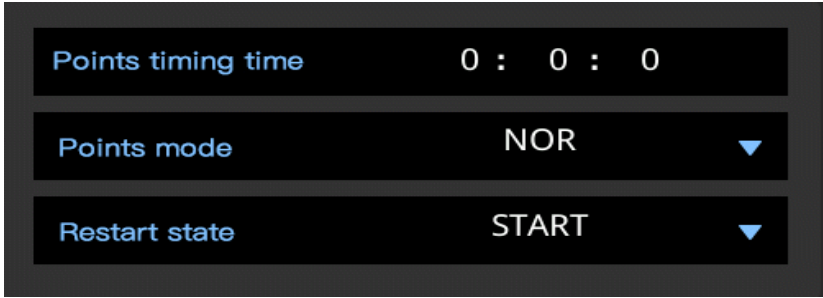 Points timing time 0 : 0 : 0
Points mode NOR
Restart state START